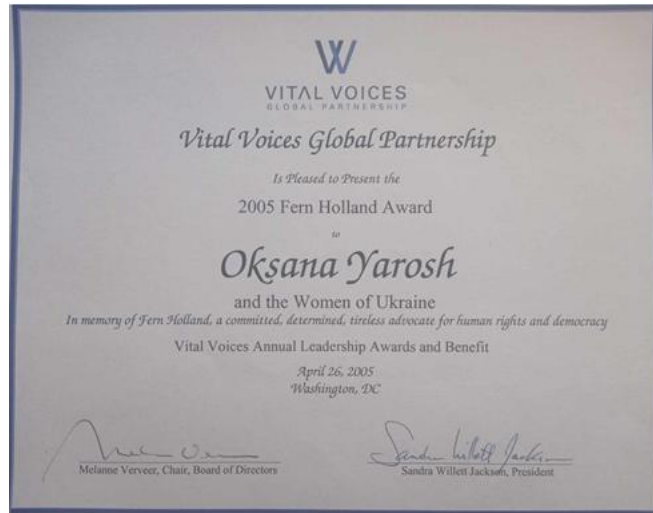 VITAL VOICES
GLOBAL PARTNERSHIP
Vital Voices Global Partnership
Is Pleased to Present the
2005 Fern Holland Award
to
Oksana Yarosh
and the Women of Ukraine
In memory of Fern Holland, a committed, determined, tireless advocate for human rights and democracy
Vital Voices Annual Leadership Awards and Benefit
April 26, 2005
Washington, DC
Sandra Willett Jackson
Melanne Verveer, Chair, Board of Directors
Sandra Willett Jackson, President